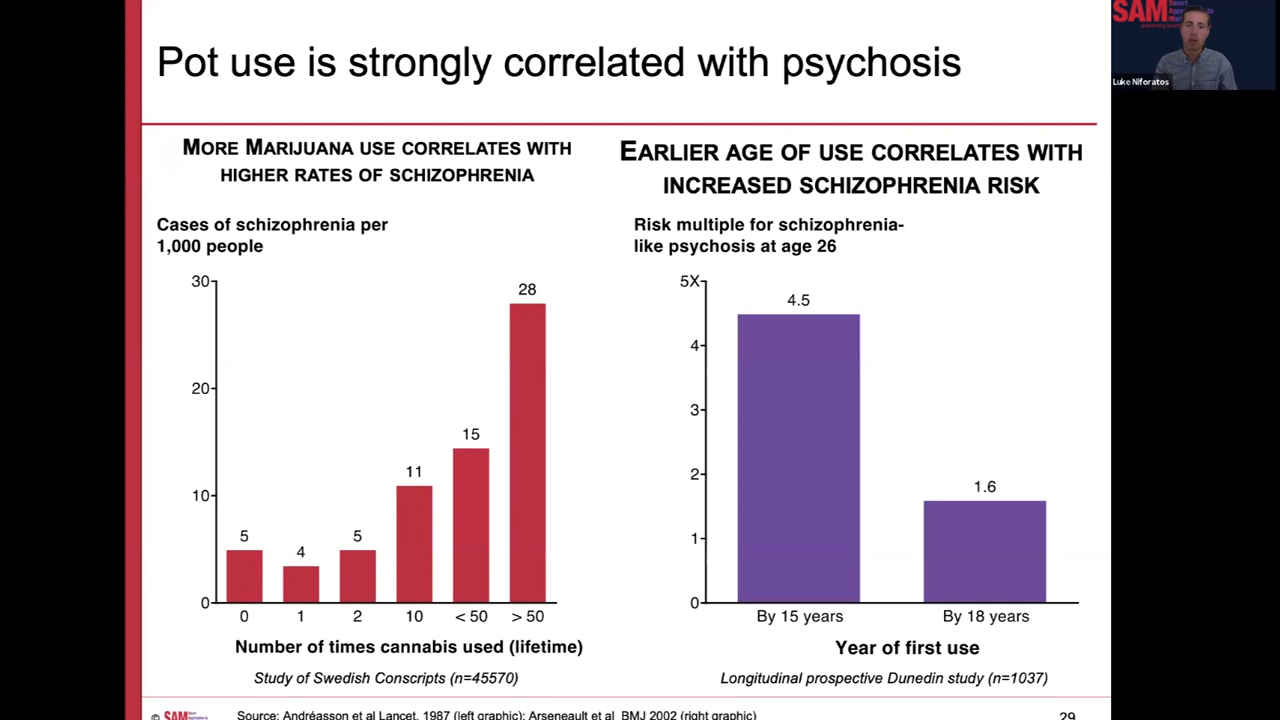 Pot use is strongly correlated with psychosis
SAM Smart
Luke Niforatos
MORE MARIJUANA USE CORRELATES WITH
HIGHER RATES OF SCHIZOPHRENIA
Cases of schizophrenia per
1,000 people
30
20
10
0
5
4
5
11
15
28
0 1 2 10 < 50 > 50
Number of times cannabis used (lifetime)
Study of Swedish Conscripts (n=45570)
EARLIER AGE OF USE CORRELATES WITH
INCREASED SCHIZOPHRENIA RISK
Risk multiple for schizophrenia-
like psychosis at age 26
5X
4
3
2
1
0
4.5
1.6
By 15 years By 18 years
Year of first use
Longitudinal prospective Dunedin study (n=1037)
© SAM
Source: Andréasson et al Lancet, 1987 (left graphic); Arseneault et al BMJ 2002 (right graphic)
29